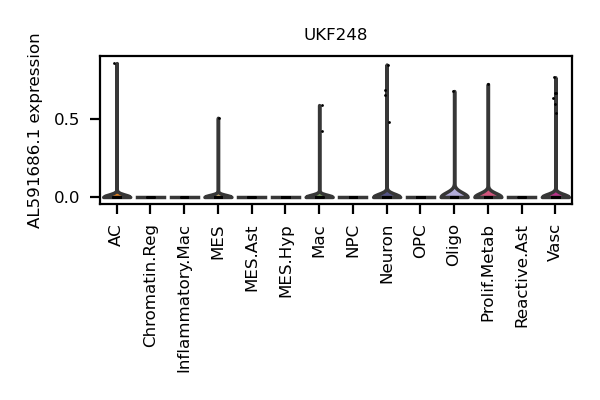 UKF248
AL591686.1 expression
0.5
0.0
AC
Chromatin.Reg
Inflammatory.Mac
MES
MES.Ast
MES.Hyp
Mac
NPC
Neuron
OPC
Oligo
Prolif.Metab
Reactive.Ast
Vasc